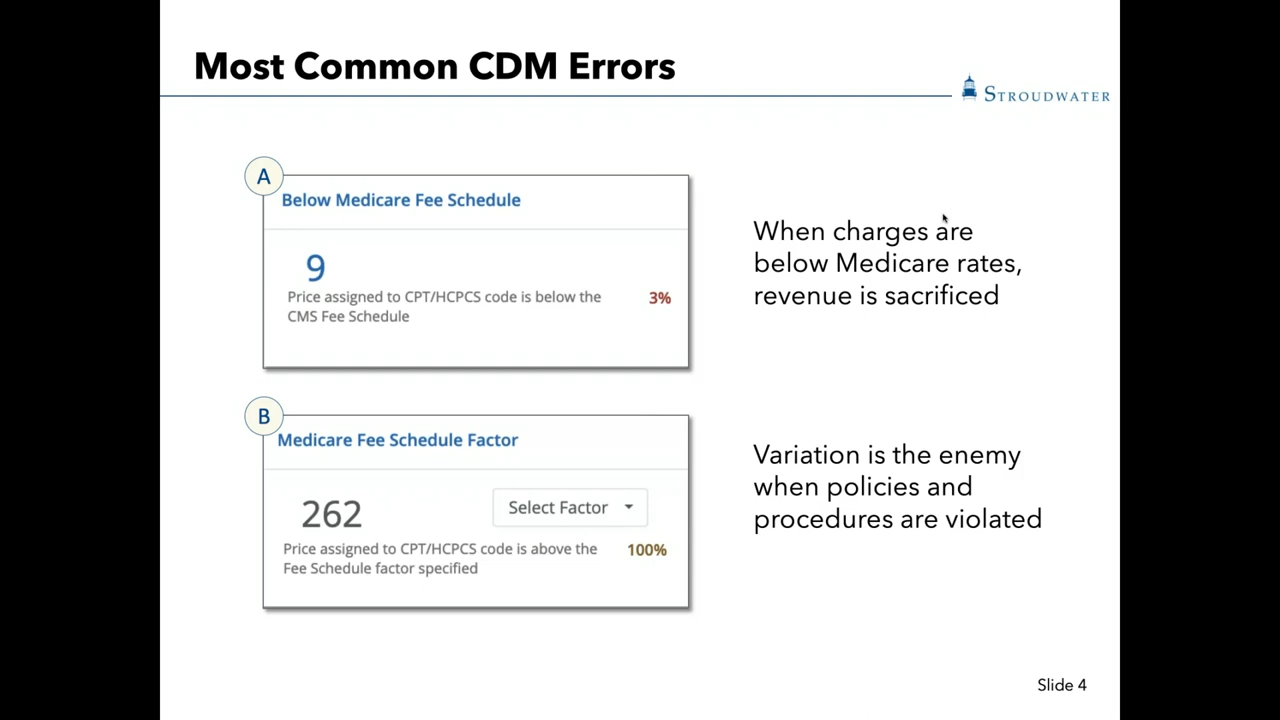 Most Common CDM Errors
STROUDWATER
A
Below Medicare Fee Schedule
9
Price assigned to CPT/HCPCS code is below the
CMS Fee Schedule
3%
When charges are
below Medicare rates,
revenue is sacrificed
B
Medicare Fee Schedule Factor
262
Select Factor
Price assigned to CPT/HCPCS code is above the
Fee Schedule factor specified
100%
Variation is the enemy
when policies and
procedures are violated
Slide 4